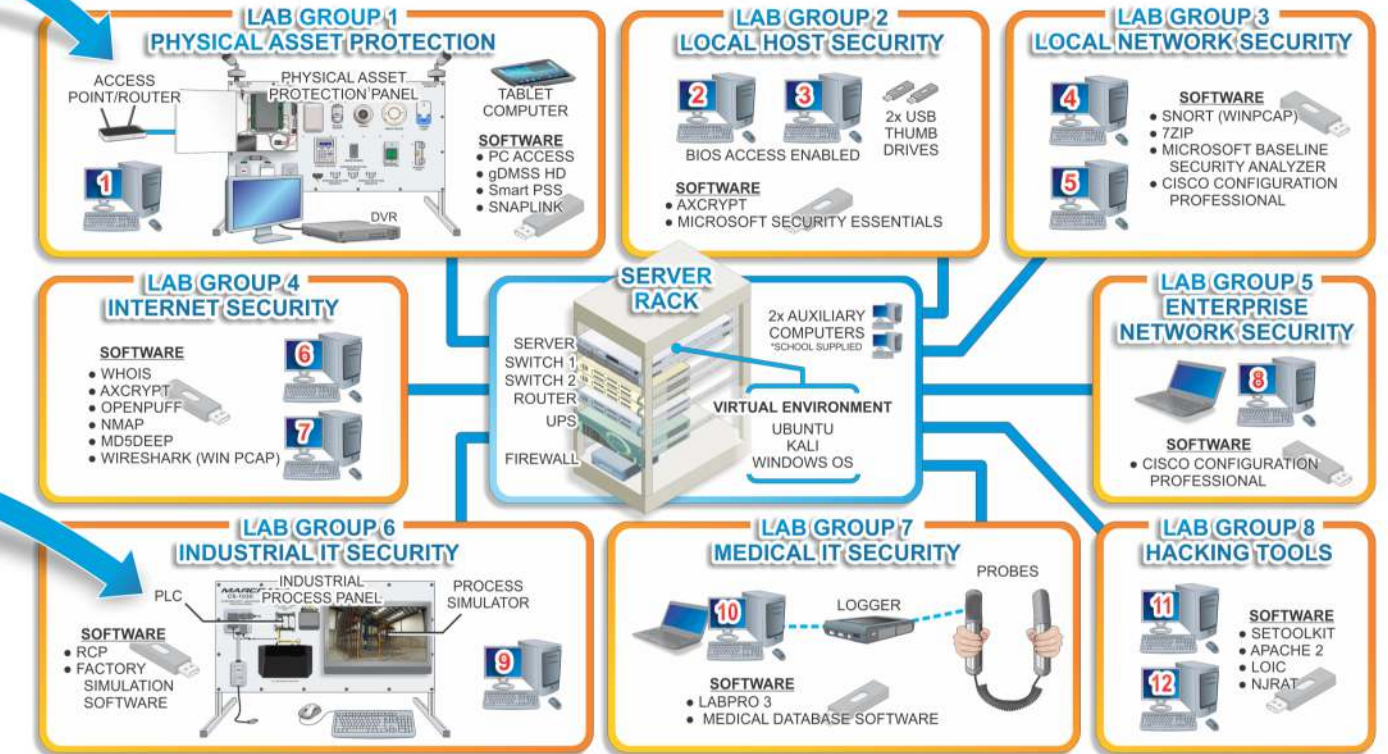 LAB GROUP 1
PHYSICAL ASSET PROTECTION
ACCESS
POINT/ROUTER
PHYSICAL ASSET
PROTECTION PANEL
TABLET
COMPUTER
1
DVR
SOFTWARE
• PC ACCESS
• gDMSS HD
• Smart PSS
• SNAPLINK
LAB GROUP 2
LOCAL HOST SECURITY
2
3
BIOS ACCESS ENABLED
2x USB
THUMB
DRIVES
SOFTWARE
• AXCRYPT
• MICROSOFT SECURITY ESSENTIALS
LAB GROUP 3
LOCAL NETWORK SECURITY
4
5
SOFTWARE
• SNORT (WINPCAP)
• 7ZIP
• MICROSOFT BASELINE
SECURITY ANALYZER
• CISCO CONFIGURATION
PROFESSIONAL
LAB GROUP 4
INTERNET SECURITY
SOFTWARE
• WHOIS
• AXCRYPT
• OPENPUFF
• NMAP
• MD5DEEP
• WIRESHARK (WIN PCAP)
6
7
SERVER
RACK
SERVER
SWITCH 1
SWITCH 2
ROUTER
UPS
FIREWALL
2x AUXILIARY
COMPUTERS
*SCHOOL SUPPLIED
VIRTUAL ENVIRONMENT
UBUNTU
KALI
WINDOWS OS
LAB GROUP 5
ENTERPRISE
NETWORK SECURITY
8
SOFTWARE
• CISCO CONFIGURATION
PROFESSIONAL
LAB GROUP 6
INDUSTRIAL IT SECURITY
PLC
INDUSTRIAL
PROCESS PANEL
PROCESS
SIMULATOR
SOFTWARE
• RCP
• FACTORY
SIMULATION
SOFTWARE
9
LAB GROUP 7
MEDICAL IT SECURITY
10
LOGGER
PROBES
SOFTWARE
• LABPRO 3
• MEDICAL DATABASE SOFTWARE
LAB GROUP 8
HACKING TOOLS
11
12
SOFTWARE
• SETOOLKIT
• APACHE 2
• LOIC
• NJRAT